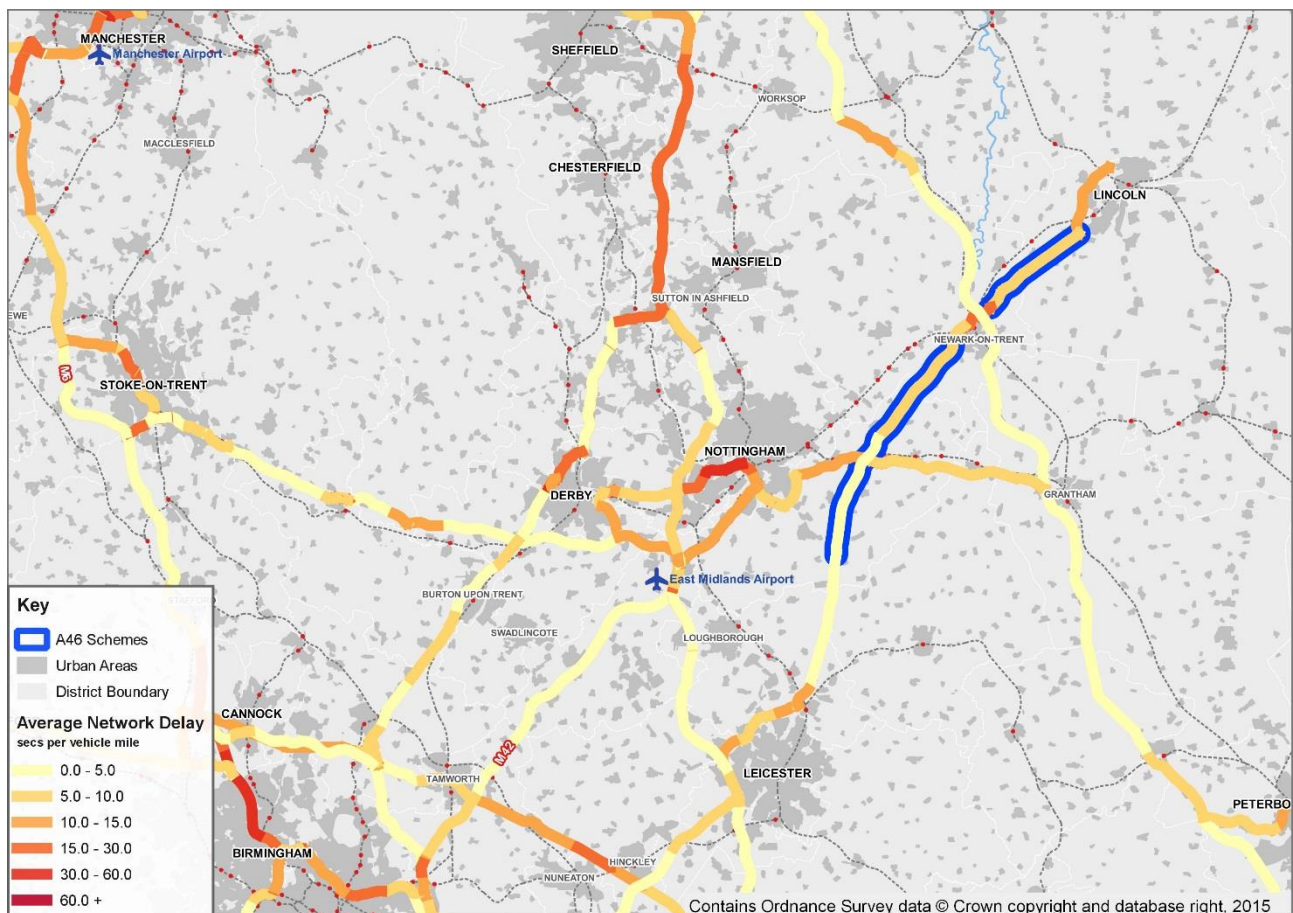 MANCHESTER
Manchester Airport
SHEFFIELD
WORKSOP
MACCLESFIELD
CHESTERFIELD
LINCOLN
MANSFIELD
SUTTON IN ASHFIELD
EWE
NEWARK-ON-TRENT
M6
STOKE-ON-TRENT
NOTTINGHAM
DERBY
GRANTHAM
East Midlands Airport
BURTON UPON TRENT
SWADLINCOTE
LOUGHBOROUGH
STAFFORD
CANNOCK
M42
TAMWORTH
LEICESTER
PETERBO
BIRMINGHAM
HINCKLEY
NUNEATON
Key
A46 Schemes
Urban Areas
District Boundary
Average Network Delay
secs per vehicle mile
0.0 - 5.0
5.0 - 10.0
10.0 - 15.0
15.0 - 30.0
30.0 - 60.0
60.0 +
Contains Ordnance Survey data © Crown copyright and database right, 2015